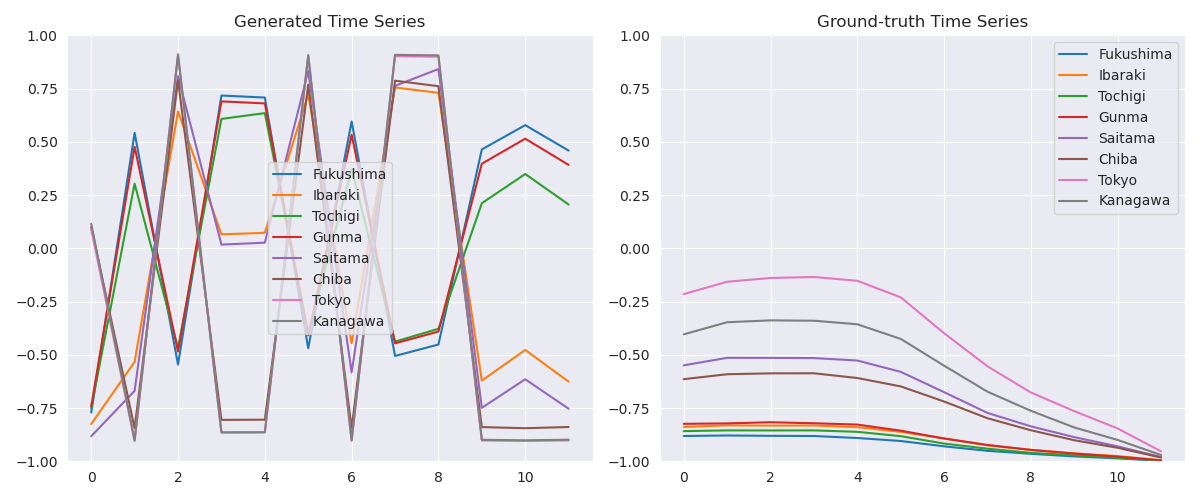 Generated Time Series
1.00
0.75
0.50
0.25
0.00
−0.25
−0.50
−0.75
−1.00
0 2 4 6 8 10
Fukushima
Ibaraki
Tochigi
Gunma
Saitama
Chiba
Tokyo
Kanagawa
Ground-truth Time Series
1.00
0.75
0.50
0.25
0.00
−0.25
−0.50
−0.75
−1.00
0 2 4 6 8 10
Fukushima
Ibaraki
Tochigi
Gunma
Saitama
Chiba
Tokyo
Kanagawa